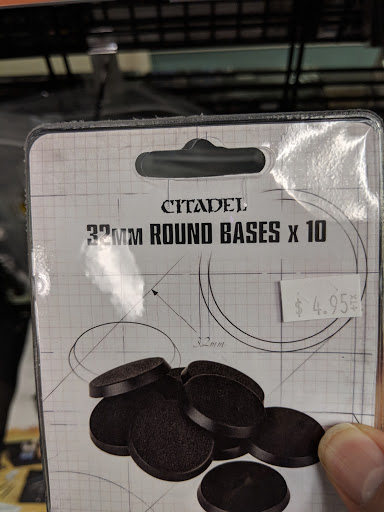 CITADEL
32MM ROUND BASES x 10
$ 4.95
32mm